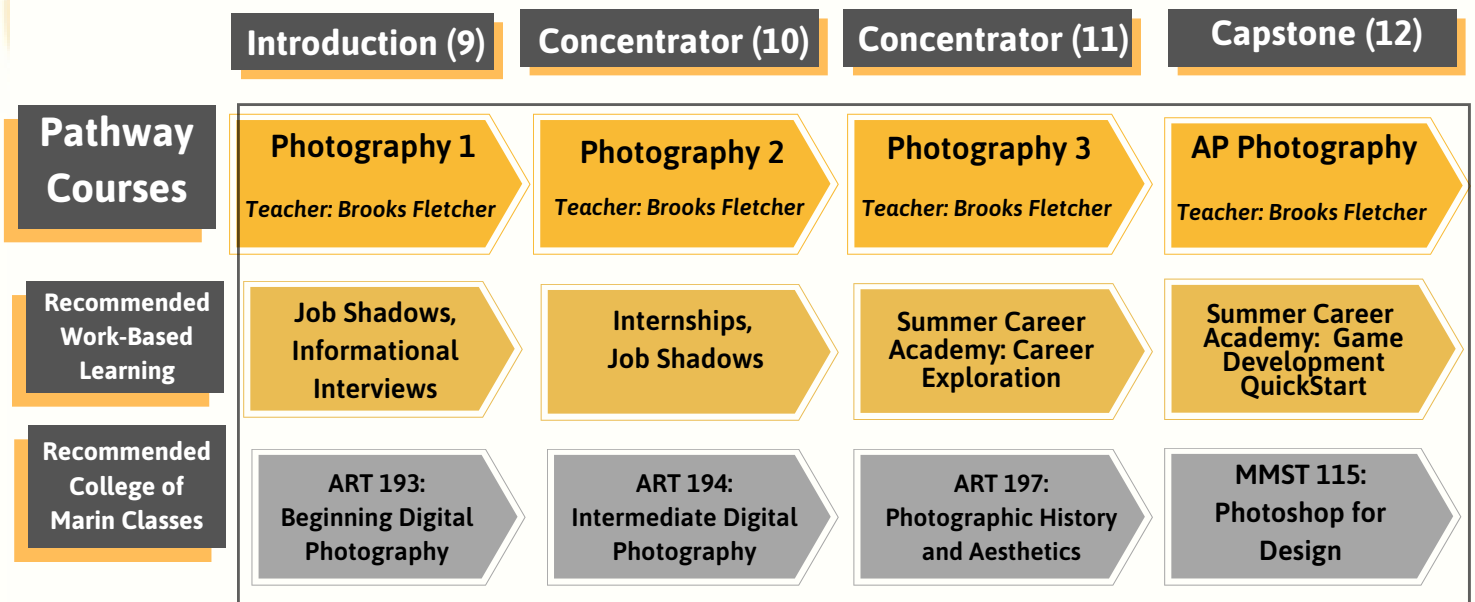 Introduction (9)
Concentrator (10)
Concentrator (11)
Capstone (12)
Pathway
Courses
Photography 1
Teacher: Brooks Fletcher
Photography 2
Teacher: Brooks Fletcher
Photography 3
Teacher: Brooks Fletcher
AP Photography
Teacher: Brooks Fletcher
Recommended
Work-Based
Learning
Job Shadows,
Informational
Interviews
Internships,
Job Shadows
Summer Career
Academy: Career
Exploration
Summer Career
Academy: Game
Development
QuickStart
Recommended
College of
Marin Classes
ART 193:
Beginning Digital
Photography
ART 194:
Intermediate Digital
Photography
ART 197:
Photographic History
and Aesthetics
MMST 115:
Photoshop for
Design